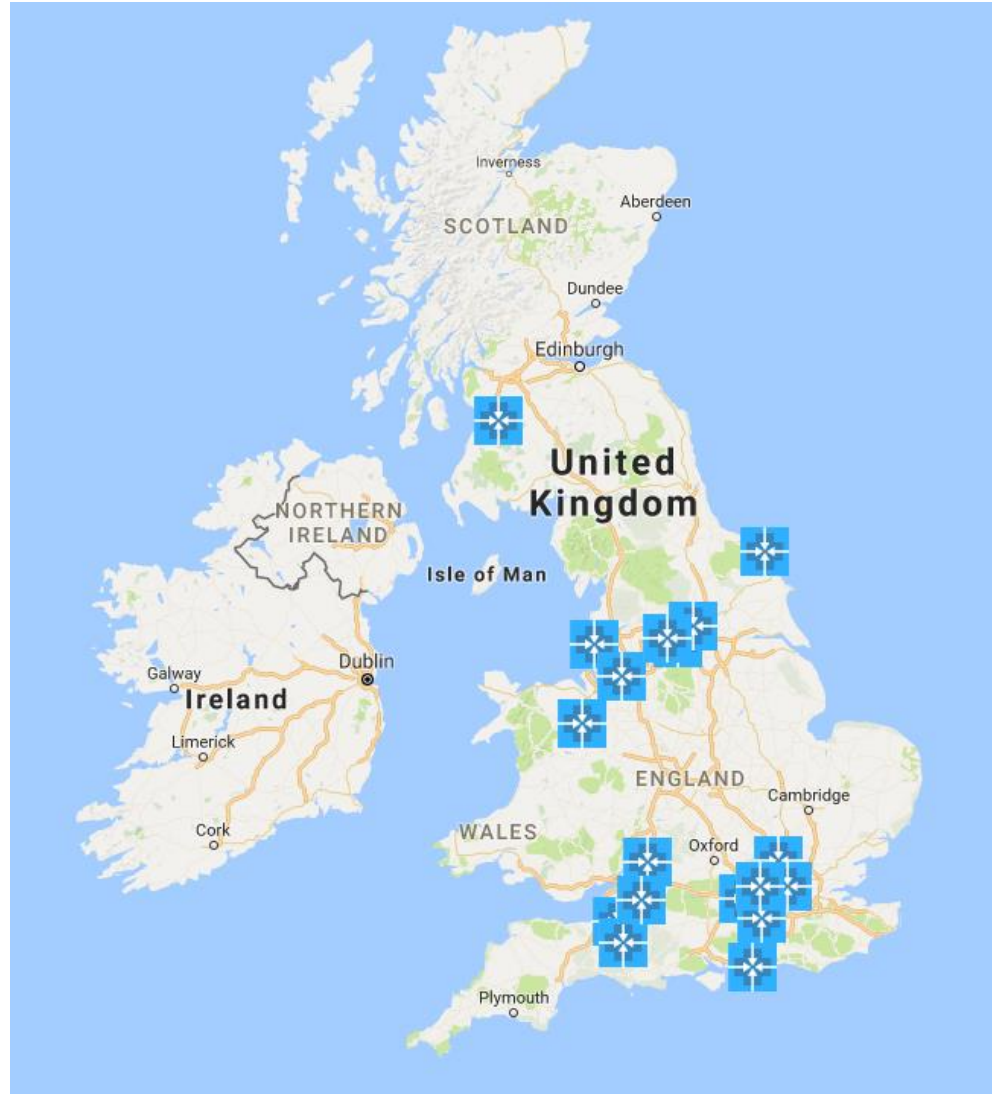 Inverness
Aberdeen
SCOTLAND
Dundee
Edinburgh
United
Kingdom
NORTHERN
IRELAND
Isle of Man
Dublin
Galway
Ireland
Limerick
ENGLAND
Cambridge
Cork
WALES
Oxford
Plymouth